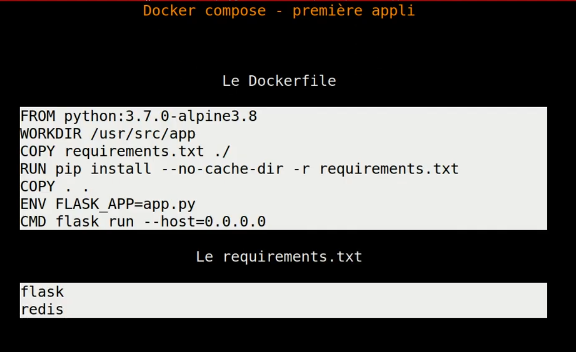 Docker compose - première appli
Le Dockerfile
FROM python:3.7.0-alpine3.8
WORKDIR /usr/src/app
COPY requirements.txt ./
RUN pip install --no-cache-dir -r requirements.txt
COPY . .
ENV FLASK_APP=app.py
CMD flask run --host=0.0.0.0
Le requirements.txt
flask
redis